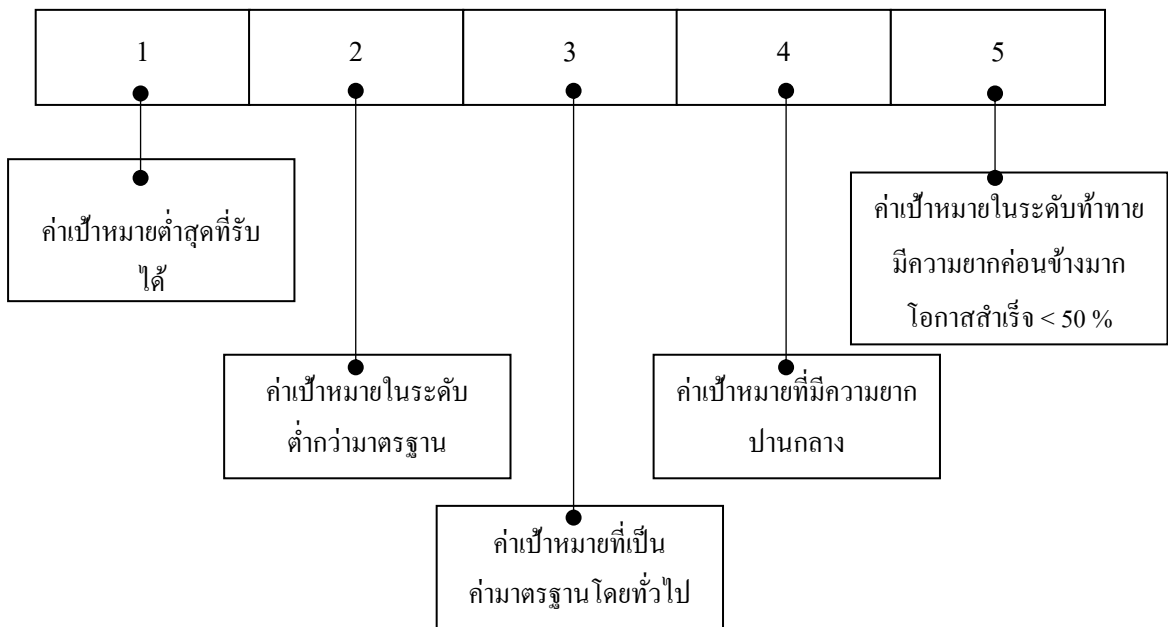 1 2 3 4 5
ค่าเป้าหมายต่ำสุดที่รับ
ได้
ค่าเป้าหมายในระดับท้าทาย
มีความยากค่อนข้างมาก
โอกาสสำเร็จ < 50 %
ค่าเป้าหมายในระดับ
ต่ำกว่ามาตรฐาน
ค่าเป้าหมายที่มีความยาก
ปานกลาง
ค่าเป้าหมายที่เป็น
ค่ามาตรฐานโดยทั่วไป